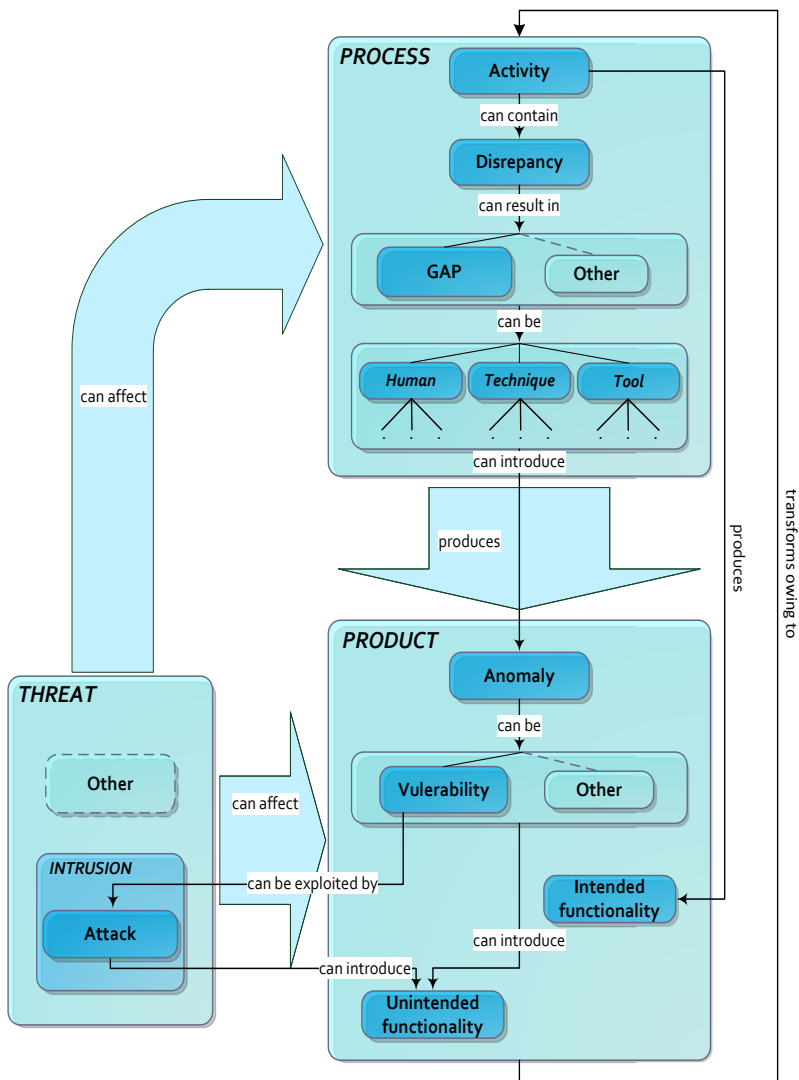 PROCESS
Activity
can contain
Disrepancy
can result in
GAP
Other
can be
Human
Technique
Tool
. . .
. . .
. . .
can introduce
can affect
produces
produces
transforms owing to
PRODUCT
Anomaly
can be
Vulerability
Other
THREAT
Other
can affect
INTRUSION
can be exploited by
Attack
Intended
functionality
can introduce
can introduce
Unintended
functionality